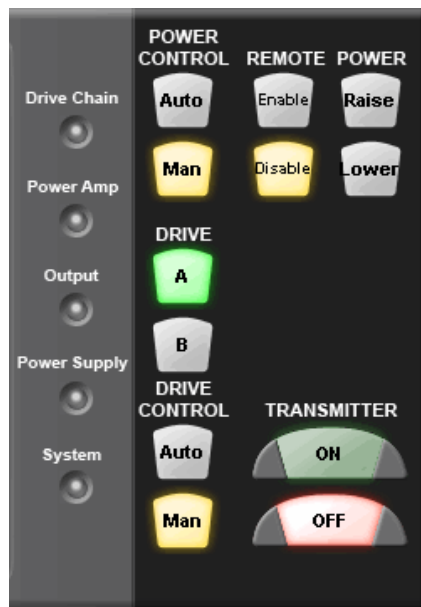 POWER
CONTROL
REMOTE
POWER
Drive Chain
Auto
Enable
Raise
Man
Disable
Lower
Power Amp
DRIVE
A
Output
B
Power Supply
DRIVE
CONTROL
TRANSMITTER
System
Auto
ON
Man
OFF